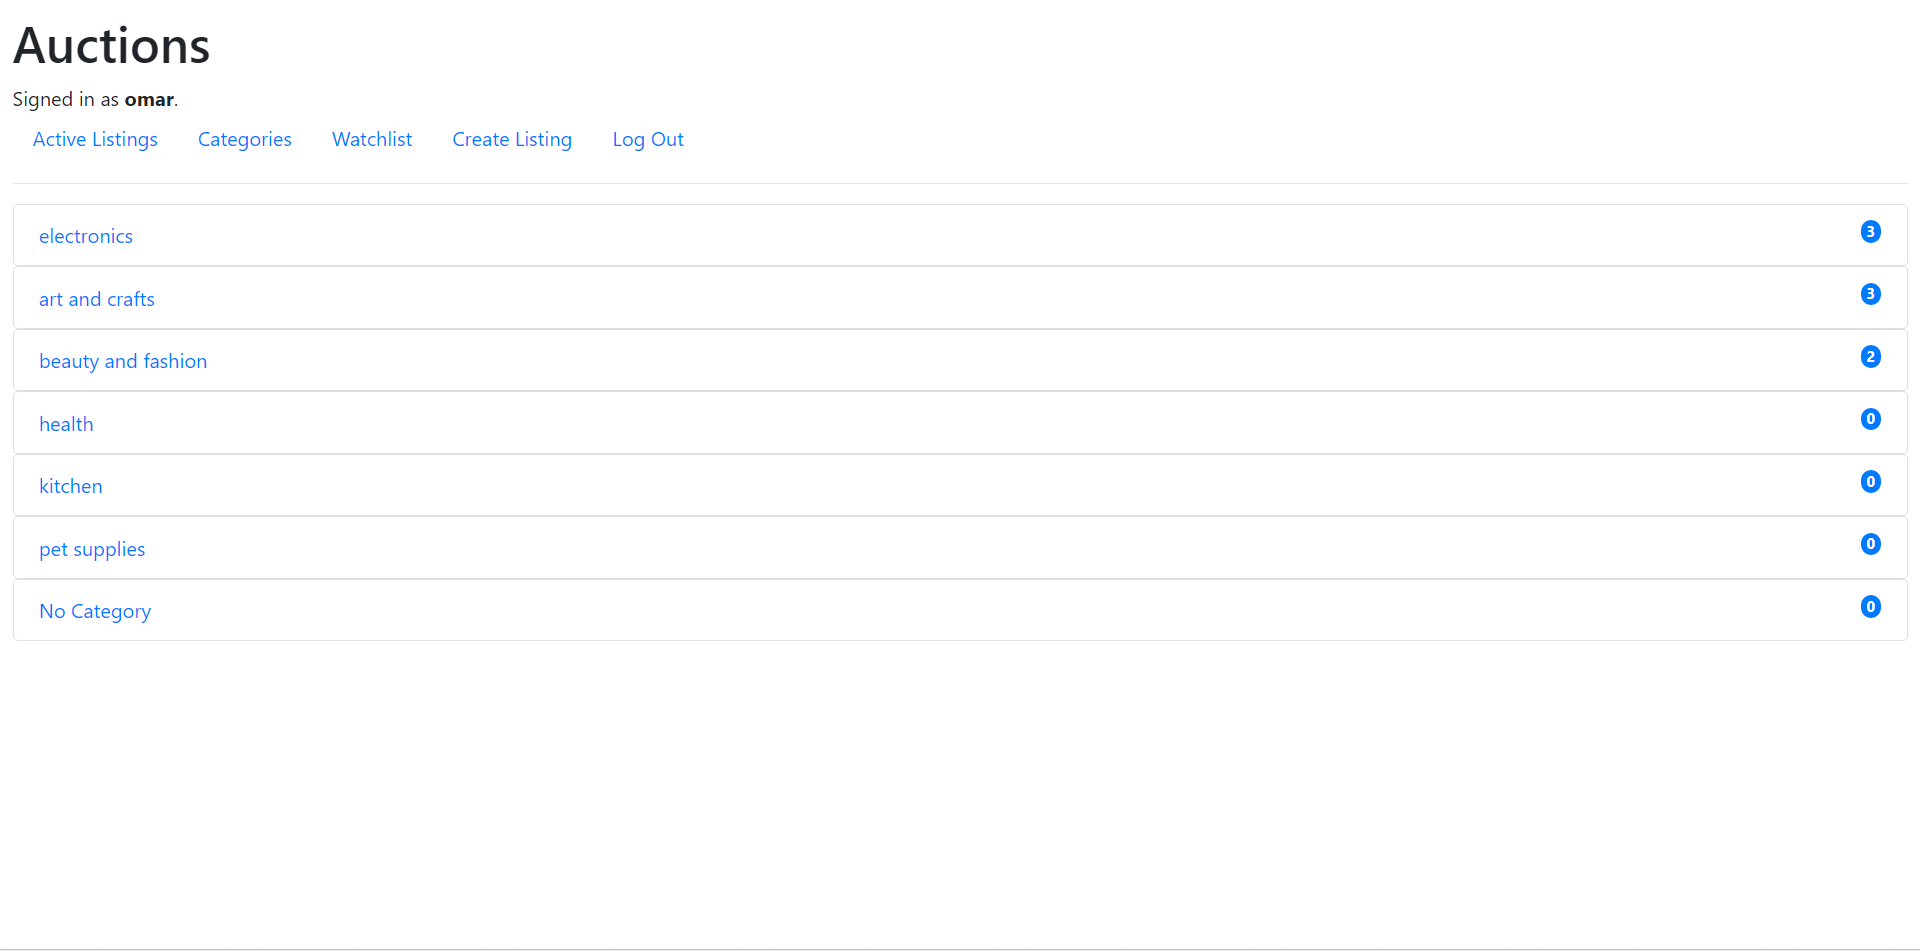 Auctions
Signed in as omar.
Active Listings Categories Watchlist Create Listing Log Out
electronics 3
art and crafts 3
beauty and fashion 2
health 0
kitchen 0
pet supplies 0
No Category 0